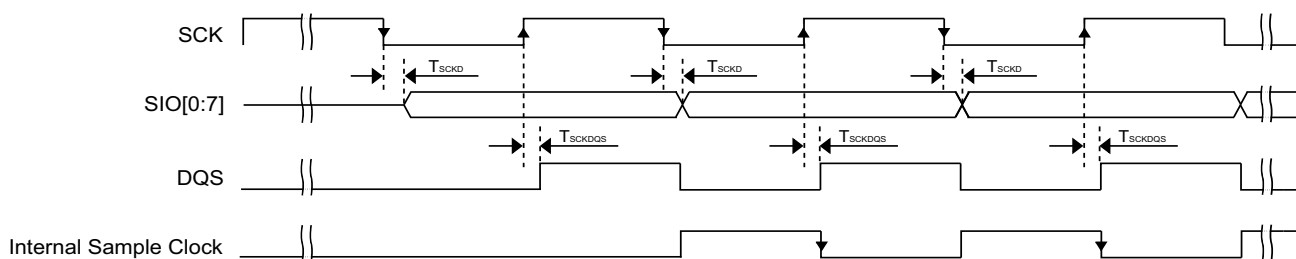 SCK
TSCKD TSCKD TSCKD
SIO[0:7]
TSCKDQS TSCKDQS TSCKDQS
DQS
Internal Sample Clock